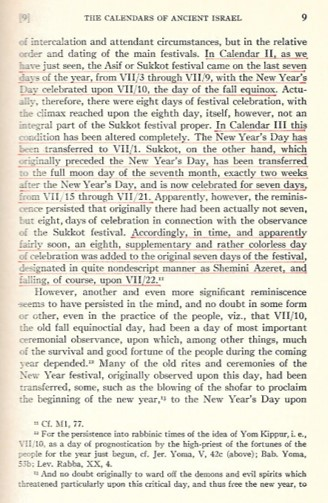 [9] THE CALENDARS OF ANCIENT ISRAEL 9
of intercalation and attendant circumstances, but in the relative
order and dating of the main festivals. In Calendar II, as we
have just seen, the Asif or Sukkot festival came on the last seven
days of the year, from VII/3 through VII/9, with the New Year's
Day celebrated upon VII/10, the day of the fall equinox. Actu-
ally, therefore, there were eight days of festival celebration, with
the climax reached upon the eighth day, itself, however, not an
integral part of the Sukkot festival proper. In Calendar III this
condition has been altered completely. The New Year's Day has
been transferred to VII/1. Sukkot, on the other hand, which
originally preceded the New Year's Day, has been transferred
to the full moon day of the seventh month, exactly two weeks
after the New Year's Day, and is now celebrated for seven days,
from VII/15 through VII/21. Apparently, however, the reminis-
cence persisted that originally there had been actually not seven,
but eight, days of celebration in connection with the observance
of the Sukkot festival. Accordingly, in time, and apparently
fairly soon, an eighth, supplementary and rather colorless day
of celebration was added to the original seven days of the festival,
designated in quite nondescript manner as Shemini Azeret, and
falling, of course, upon VII/22.
However, another and even more significant reminiscence
seems to have persisted in the mind, and no doubt in some form
or other, even in the practice of the people, viz., that VII/10,
the old fall equinoctial day, had been a day of most important
ceremonial observance, upon which, among other things, much
of the survival and good fortune of the people during the coming
year depended. Many of the old rites and ceremonies of the
New Year festival, originally observed upon this day, had been
transferred, some, such as the blowing of the shofar to proclaim
the beginning of the new year, to the New Year's Day upon
Cf. M1, 77.
For the persistence into rabbinic times of the idea of Yom Kippur, i. e.,
VII/10, as a day of prognostication by the high-priest of the fortunes of the
people for the year just begun, cf. Jer. Yoma, V, 42c (above); Bab. Yoma,
53b; Lev. Rabba, XX, 4.
And no doubt originally to ward off the demons and evil spirits which
threatened particularly upon this critical day, and thus free the new year, to